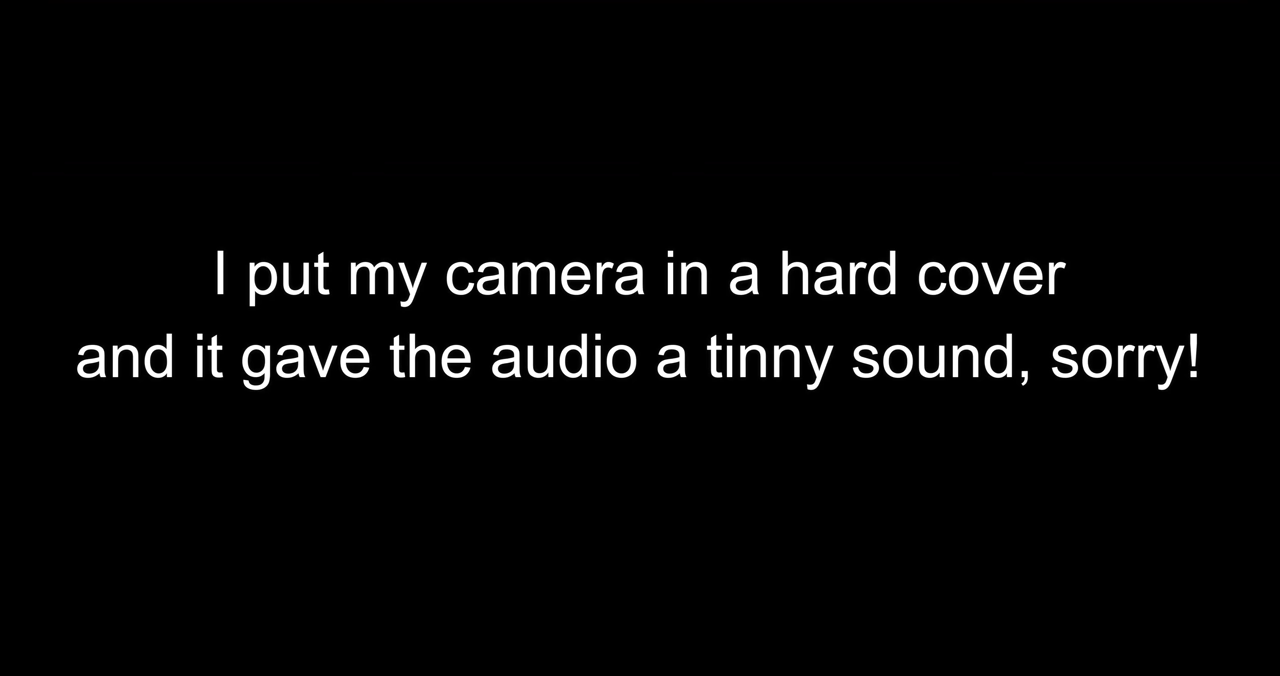 I put my camera in a hard cover
and it gave the audio a tinny sound, sorry!